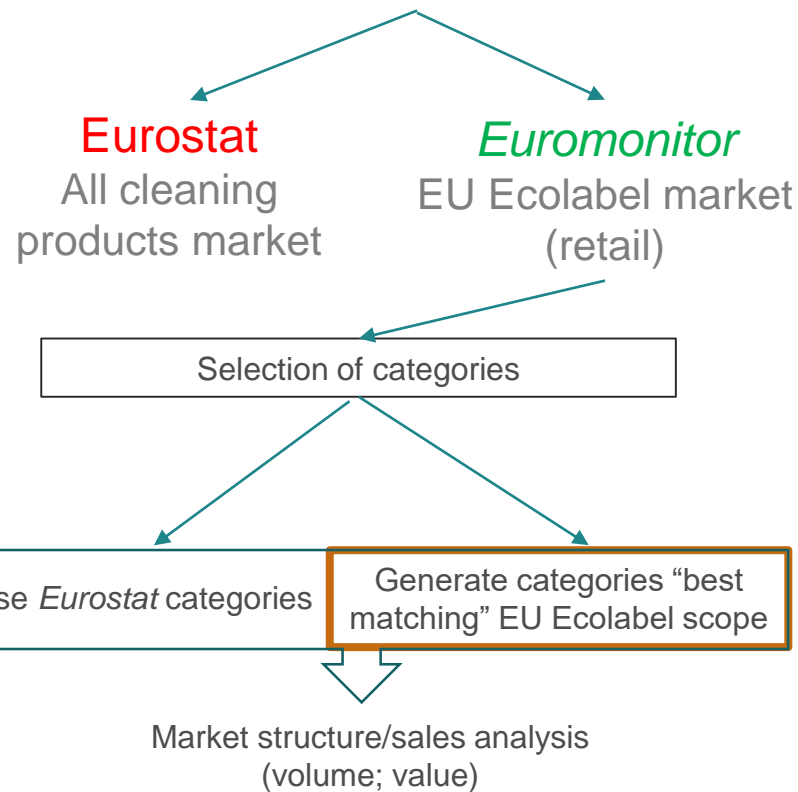 Eurostat
All cleaning
products market
Euromonitor
EU Ecolabel market
(retail)
Selection of categories
se Eurostat categories
Generate categories “best
matching” EU Ecolabel scope
Market structure/sales analysis
(volume; value)